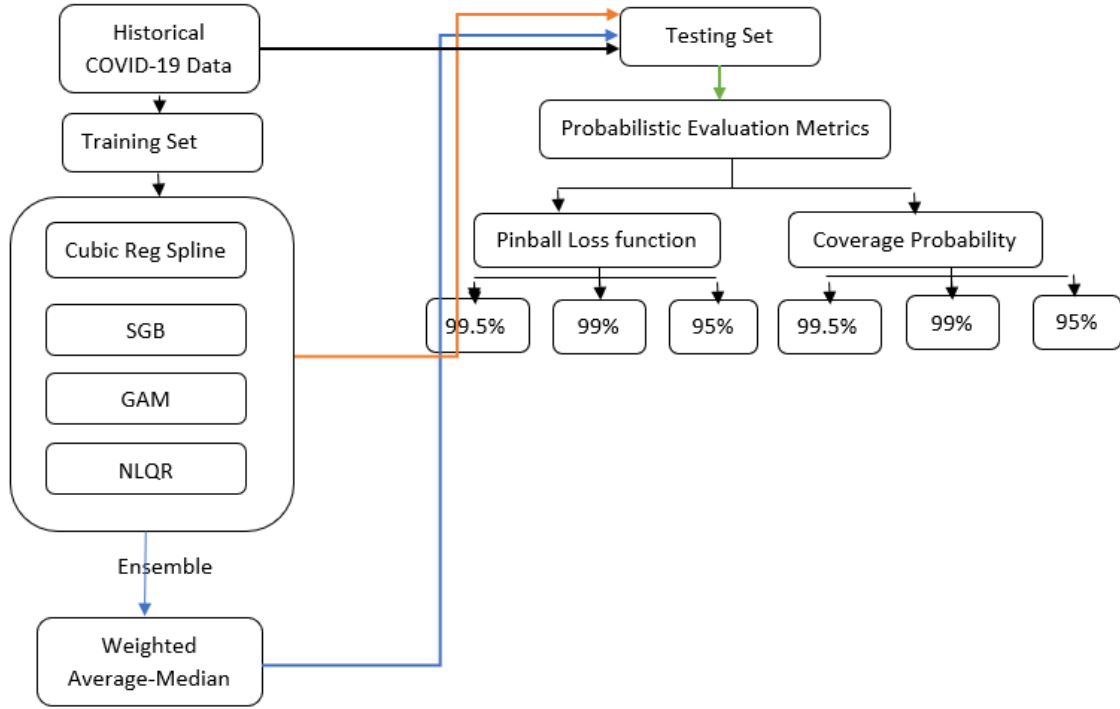 Historical
COVID-19 Data
Testing Set
Training Set
Probabilistic Evaluation Metrics
Cubic Reg Spline
SGB
GAM
NLQR
Pinball Loss function
Coverage Probability
99.5%
99%
95%
99.5%
99%
95%
Ensemble
Weighted
Average-Median